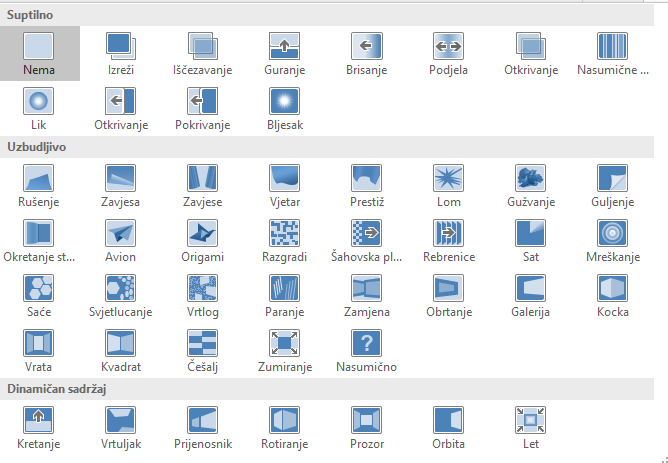 Suptilno
Nema Izreži Iščezavanje Guranje Brisanje Podjela Otkrivanje Nasumične ...
Lik Otkrivanje Pokrivanje Bljesak
Uzbudljivo
Rušenje Zavjesa Zavjese Vjetar Prestiž Lom Gužvanje Guljenje
Okretanje st... Avion Origami Razgradi Šahovska pl... Rebrenice Sat Mreškanje
Saće Svjetlucanje Vrtlog Paranje Zamjena Obrtanje Galerija Kocka
Vrata Kvadrat Češalj Zumiranje Nasumično
Dinamičan sadržaj
Kretanje Vrtuljak Prijenosnik Rotiranje Prozor Orbita Let